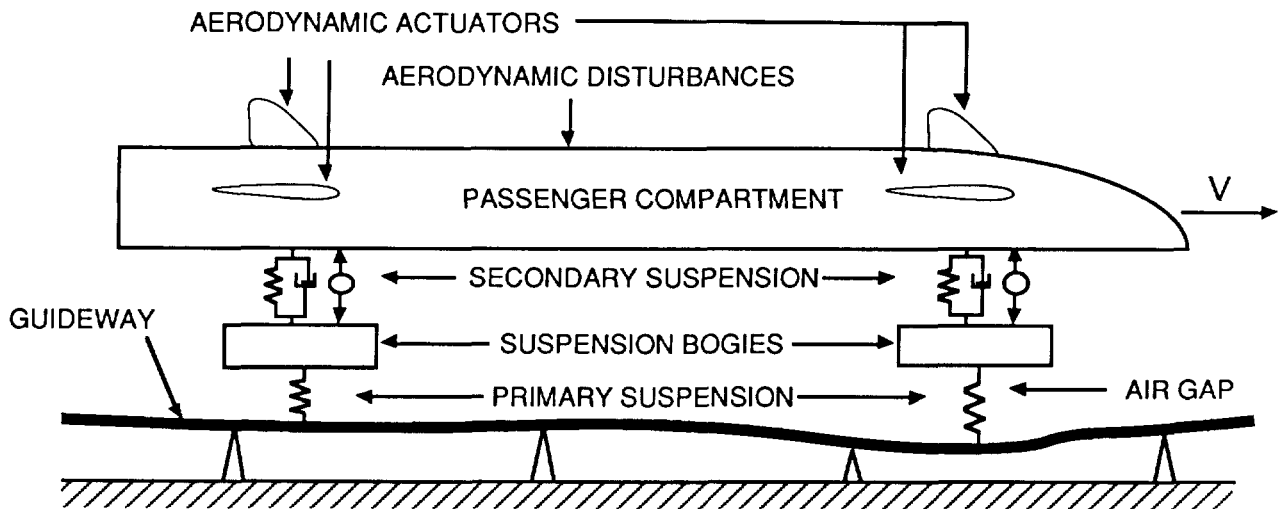 AERODYNAMIC ACTUATORS
AERODYNAMIC DISTURBANCES
PASSENGER COMPARTMENT
V
SECONDARY SUSPENSION
GUIDEWAY
SUSPENSION BOGIES
PRIMARY SUSPENSION
AIR GAP